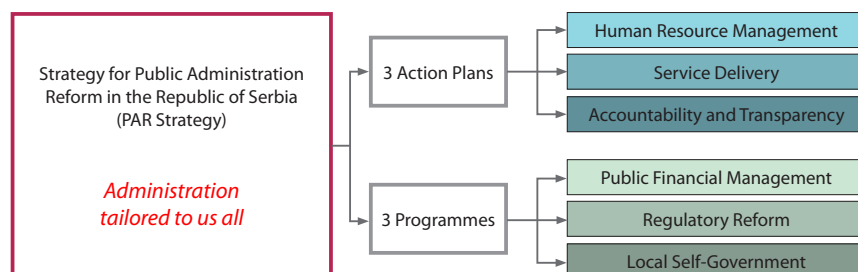 Strategy for Public Administration
Reform in the Republic of Serbia
(PAR Strategy)
Administration
tailored to us all
3 Action Plans
Human Resource Management
Service Delivery
Accountability and Transparency
3 Programmes
Public Financial Management
Regulatory Reform
Local Self-Government